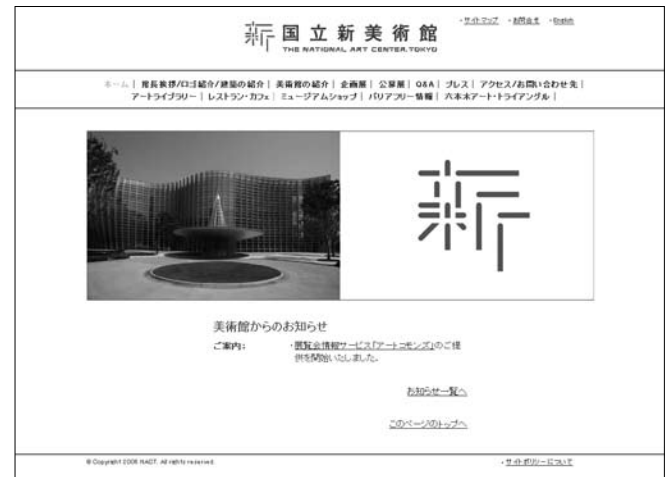 ・サイトマップ ・お問合せ ・English
新 国立新美術館
THE NATIONAL ART CENTER, TOKYO
ホーム｜ 館長挨拶/ロゴ紹介/建築の紹介｜ 美術館の紹介｜ 企画展｜ 公募展｜ Q&A｜ プレス｜ アクセス/お問い合わせ先｜
アートライブラリー｜ レストラン・カフェ｜ ミュージアムショップ｜ バリアフリー情報｜ 六本木アート・トライアングル｜
新
美術館からのお知らせ
ご案内： ・展覧会情報サービス「アートコモンズ」のご提
供を開始いたしました。
お知らせ一覧へ
このページのトップへ
© Copyright 2006 NACT. All rights reserved. ・サイトポリシーについて